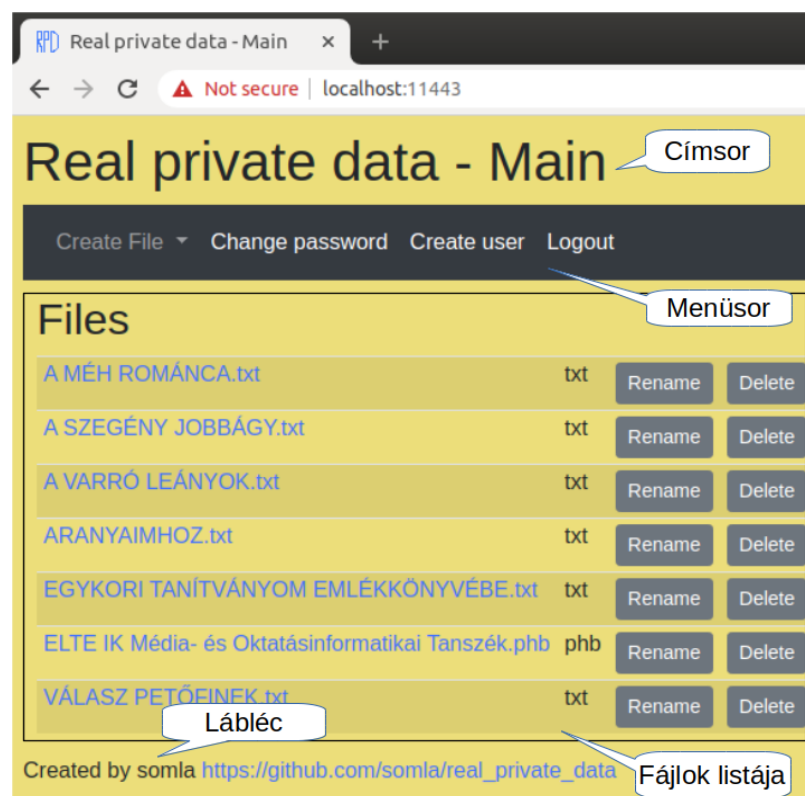 RPD Real private data - Main × +
Not secure | localhost:11443
Real private data - Main
Címsor
Create File Change password Create user Logout
Menüsor
Files
A MÉH ROMÁNCA.txt txt Rename Delete
A SZEGÉNY JOBBÁGY.txt txt Rename Delete
A VARRÓ LEÁNYOK.txt txt Rename Delete
ARANYAIMHOZ.txt txt Rename Delete
EGYKORI TANÍTVÁNYOM EMLÉKKÖNYVÉBE.txt txt Rename Delete
ELTE IK Média- és Oktatásinformatikai Tanszék.phb phb Rename Delete
VÁLASZ PETŐFINEK.txt txt Rename Delete
Lábléc
Created by somla https://github.com/somla/real_private_data
Fájlok listája